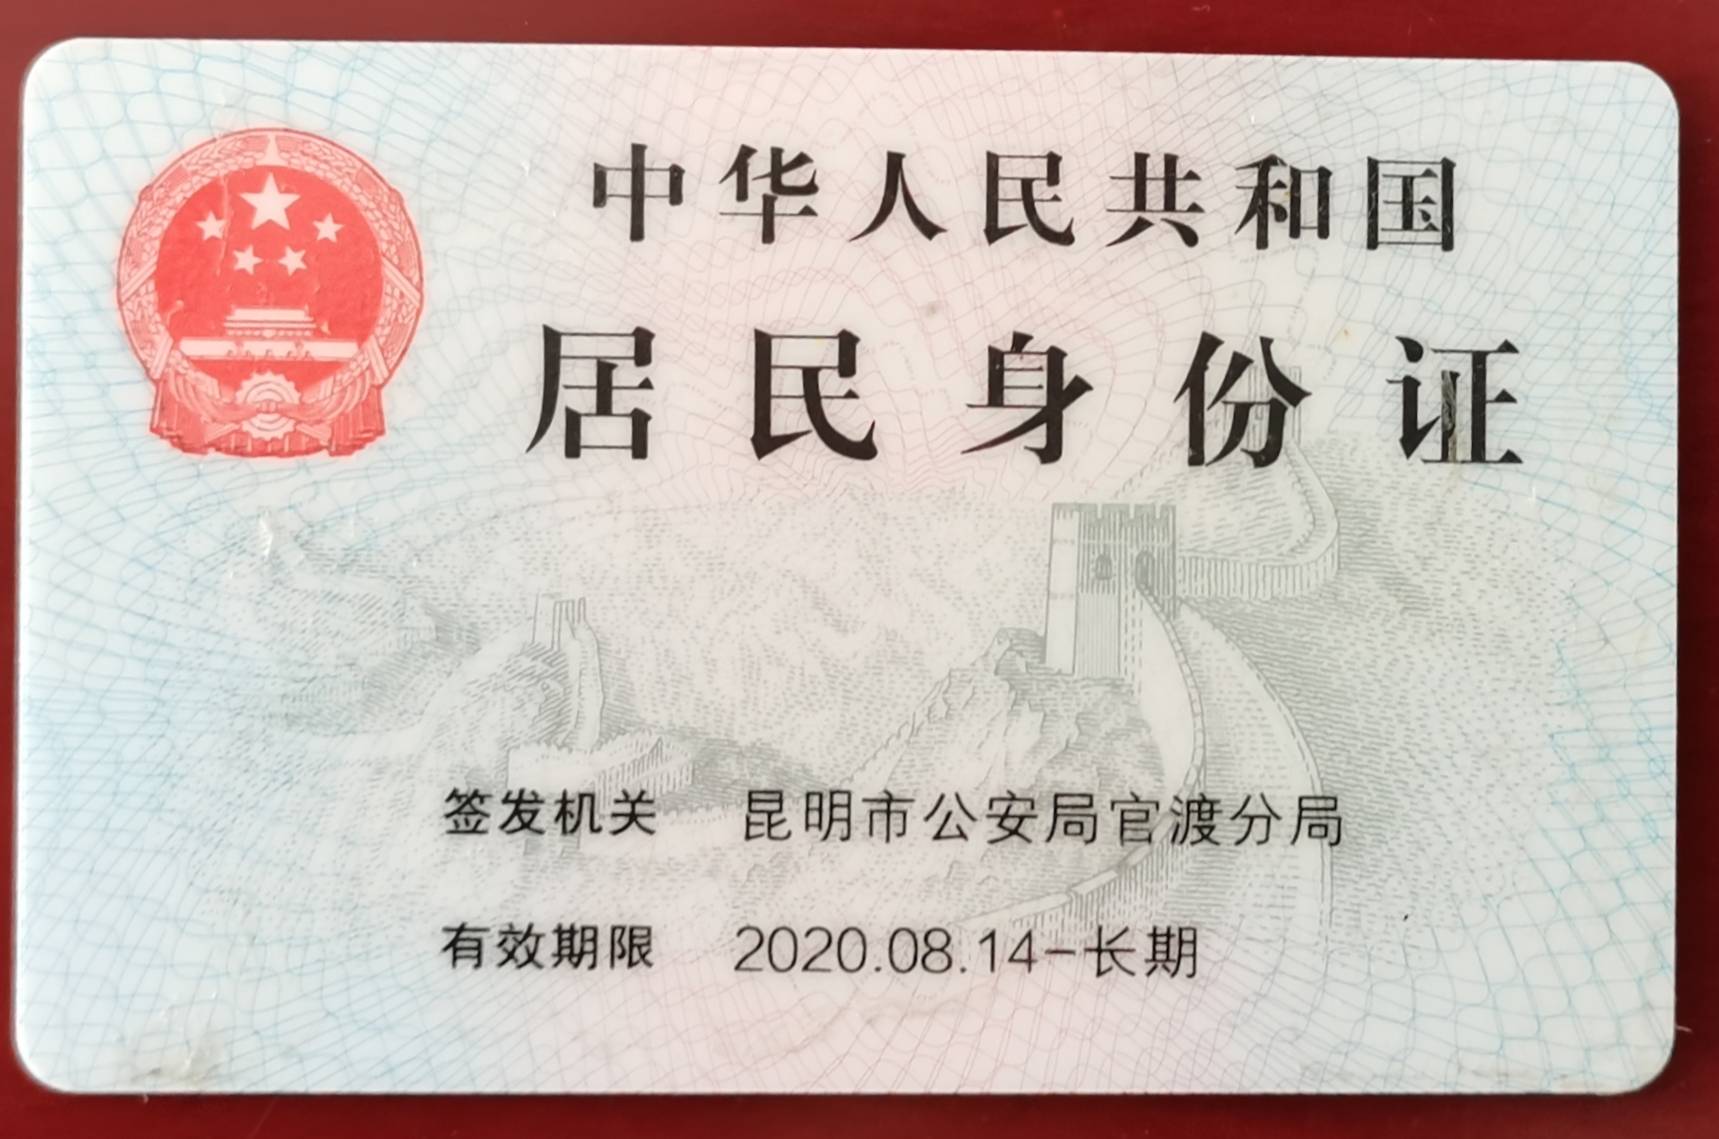 中华人民共和国
居民身份证
签发机关 昆明市公安局官渡分局
有效期限 2020.08.14-长期